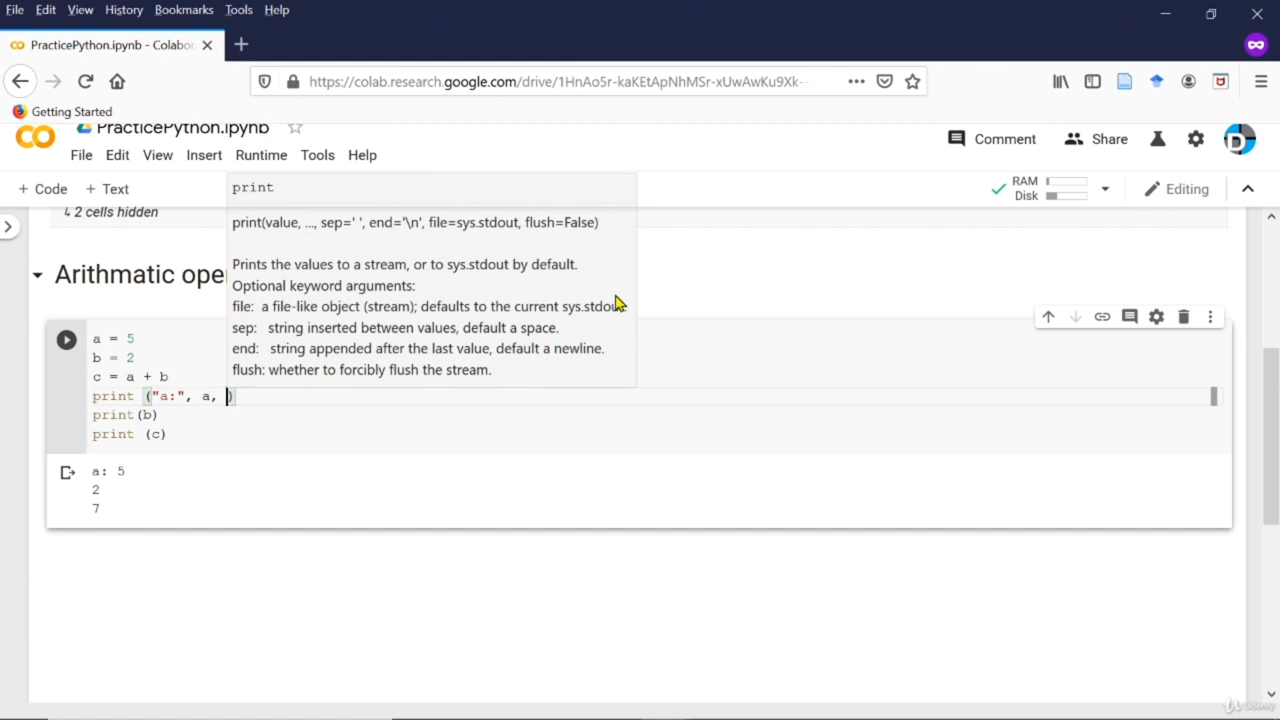 File Edit View History Bookmarks Tools Help
PracticePython.ipynb - Colabor
https://colab.research.google.com/drive/1HnAo5r-kaKEtApNhMSr-xUwAwKu9Xk-
Getting Started
PracticePython.ipynb
Comment Share
File Edit View Insert Runtime Tools Help
+ Code + Text
RAM
Disk
Editing
2 cells hidden
print
print(value, ..., sep=' ', end='\n', file=sys.stdout, flush=False)
Prints the values to a stream, or to sys.stdout by default.
Optional keyword arguments:
file: a file-like object (stream); defaults to the current sys.stdout.
sep: string inserted between values, default a space.
end: string appended after the last value, default a newline.
flush: whether to forcibly flush the stream.
Arithmatic ope
a = 5
b = 2
c = a + b
print ("a:", a, )
print(b)
print (c)
a: 5
2
7
Udemy